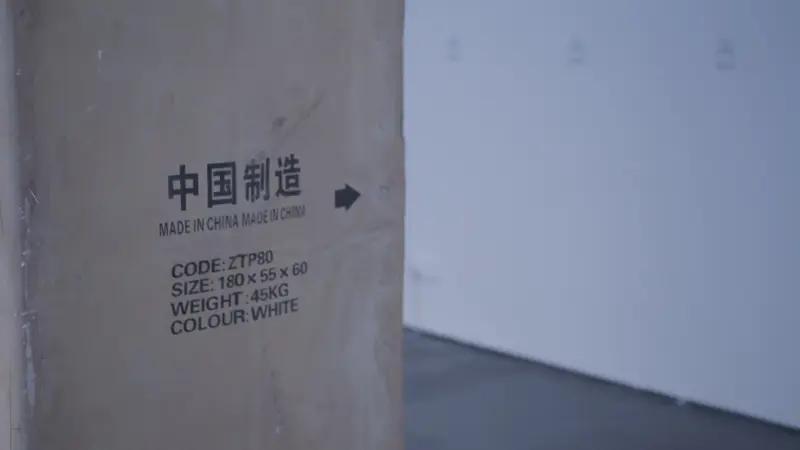 中国制造
MADE IN CHINA MADE IN CHINA
CODE: ZTP80
SIZE: 180 x 55 x 60
WEIGHT : 45KG
COLOUR: WHITE